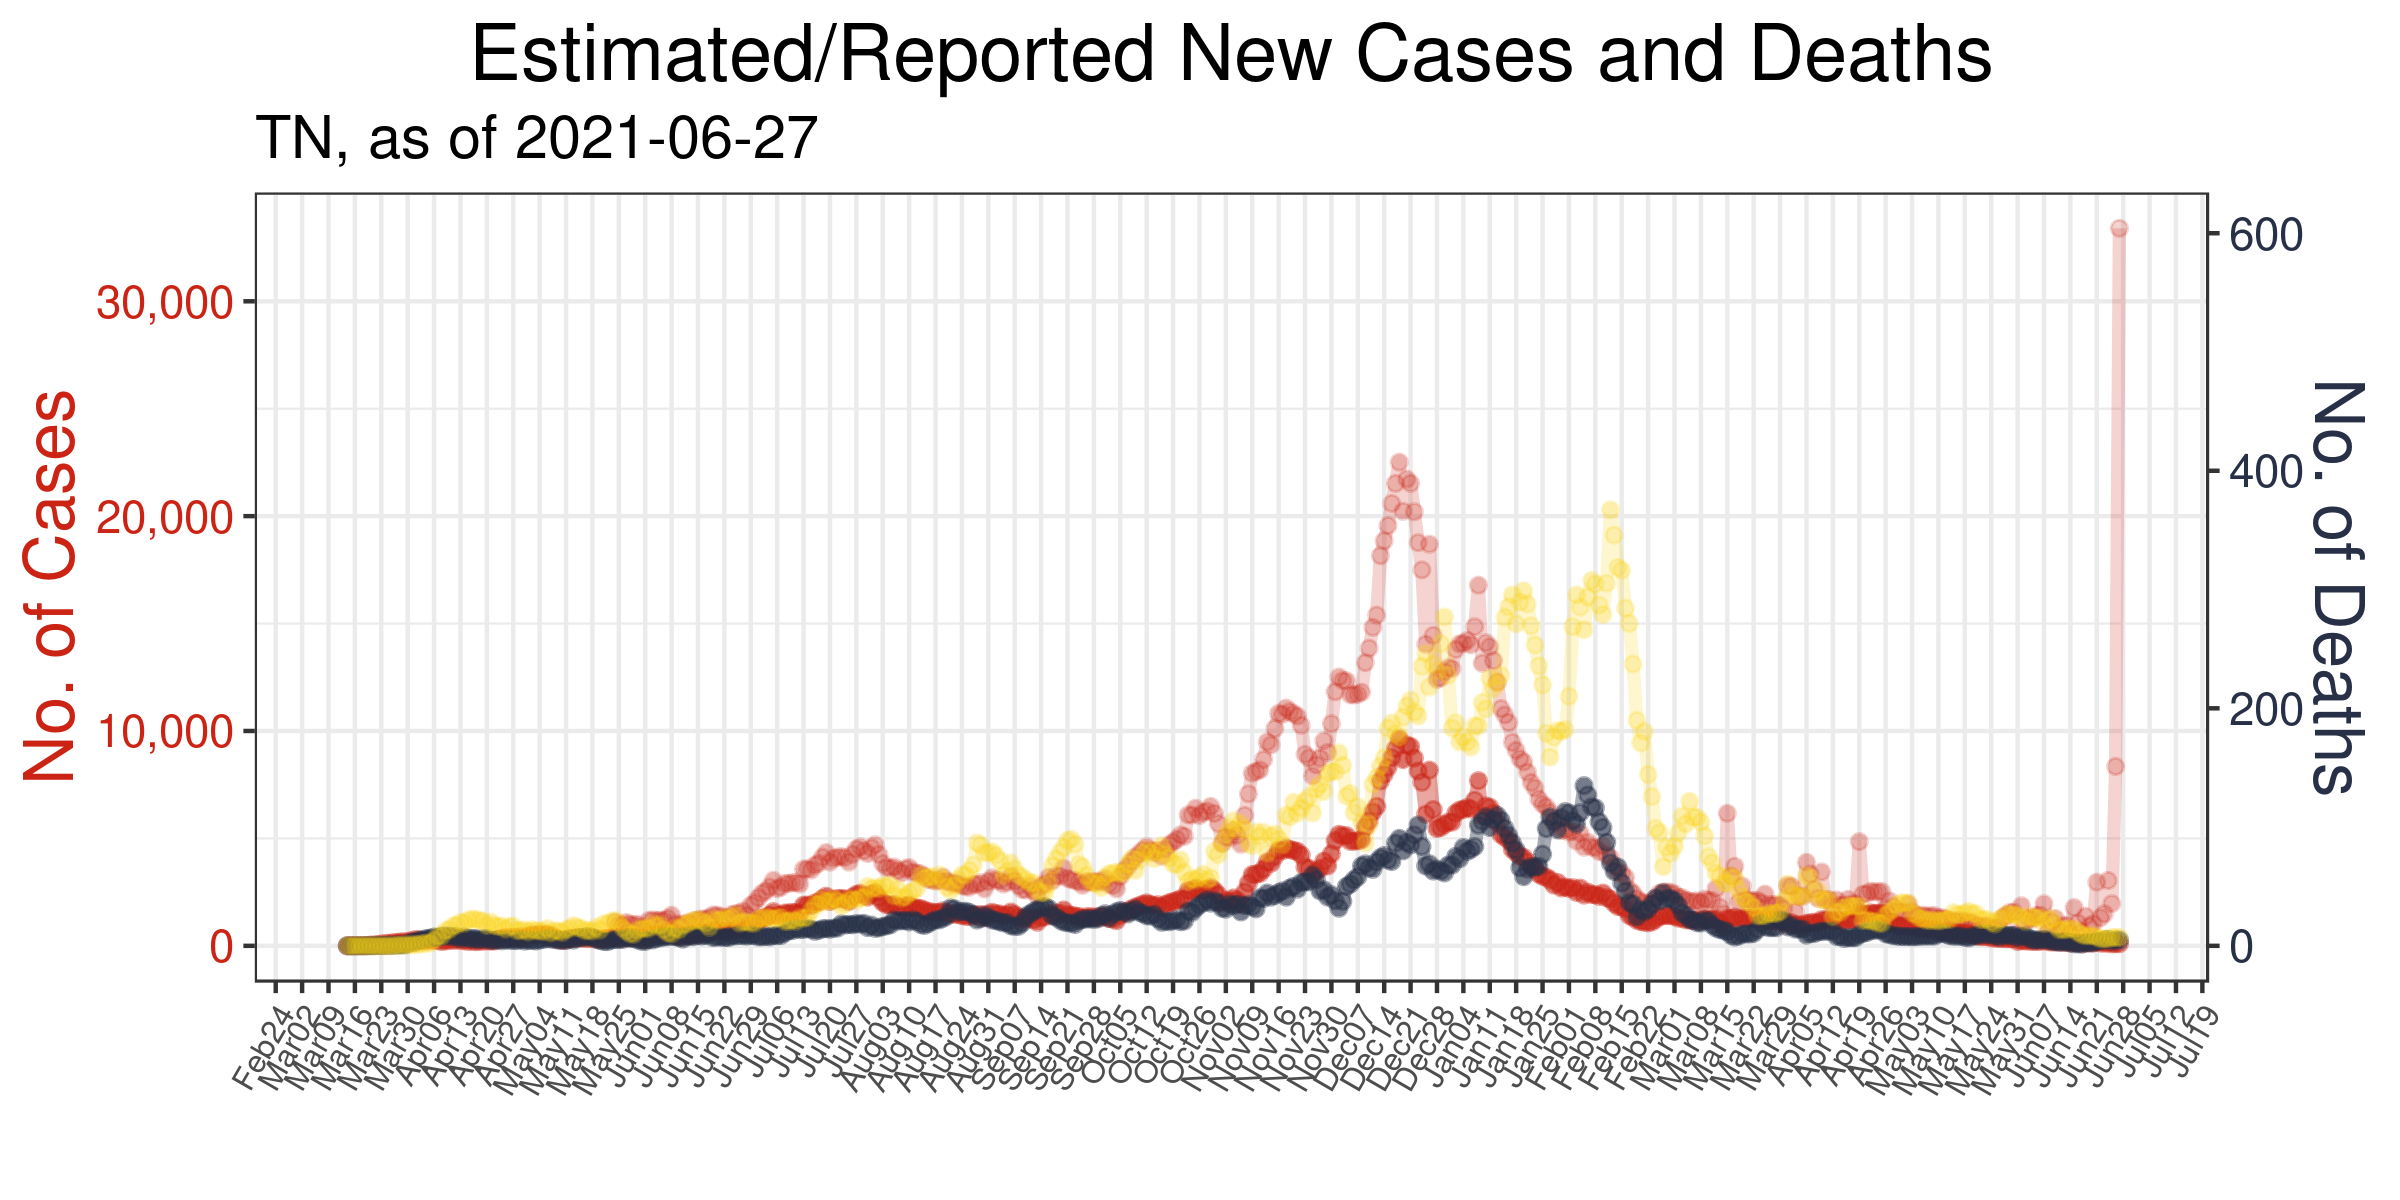 Estimated/Reported New Cases and Deaths
TN, as of 2021-06-27
No. of Cases
30,000
20,000
10,000
0
600
400
200
0
No. of Deaths
Feb24
Mar02
Mar09
Mar16
Mar23
Mar30
Apr06
Apr13
Apr20
Apr27
May04
May11
May18
May25
Jun01
Jun08
Jun15
Jun22
Jun29
Jul06
Jul13
Jul20
Jul27
Aug03
Aug10
Aug17
Aug24
Aug31
Sep07
Sep14
Sep21
Sep28
Oct05
Oct12
Oct19
Oct26
Nov02
Nov09
Nov16
Nov23
Nov30
Dec07
Dec14
Dec21
Dec28
Jan04
Jan11
Jan18
Jan25
Feb01
Feb08
Feb15
Feb22
Mar01
Mar08
Mar15
Mar22
Mar29
Apr05
Apr12
Apr19
Apr26
May03
May10
May17
May24
May31
Jun07
Jun14
Jun21
Jun28
Jul05
Jul12
Jul19